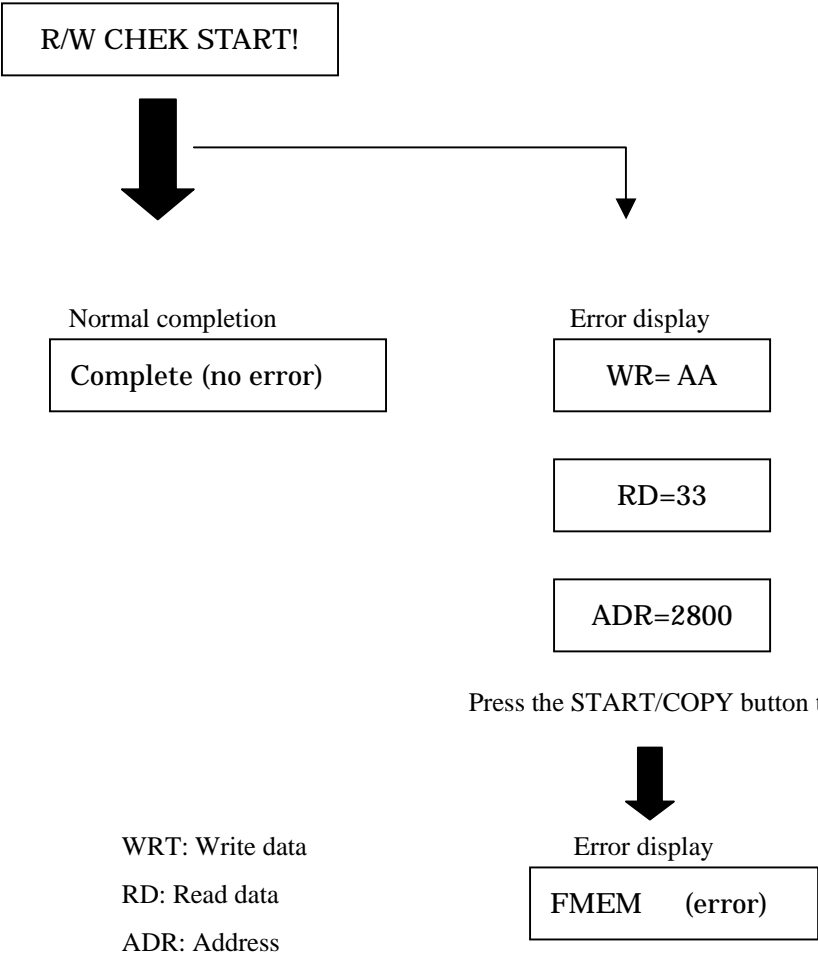 R/W CHEK START!
Normal completion
Complete (no error)
Error display
WR= AA
RD=33
ADR=2800
Press the START/COPY button
WRT: Write data
RD: Read data
ADR: Address
Error display
FMEM (error)